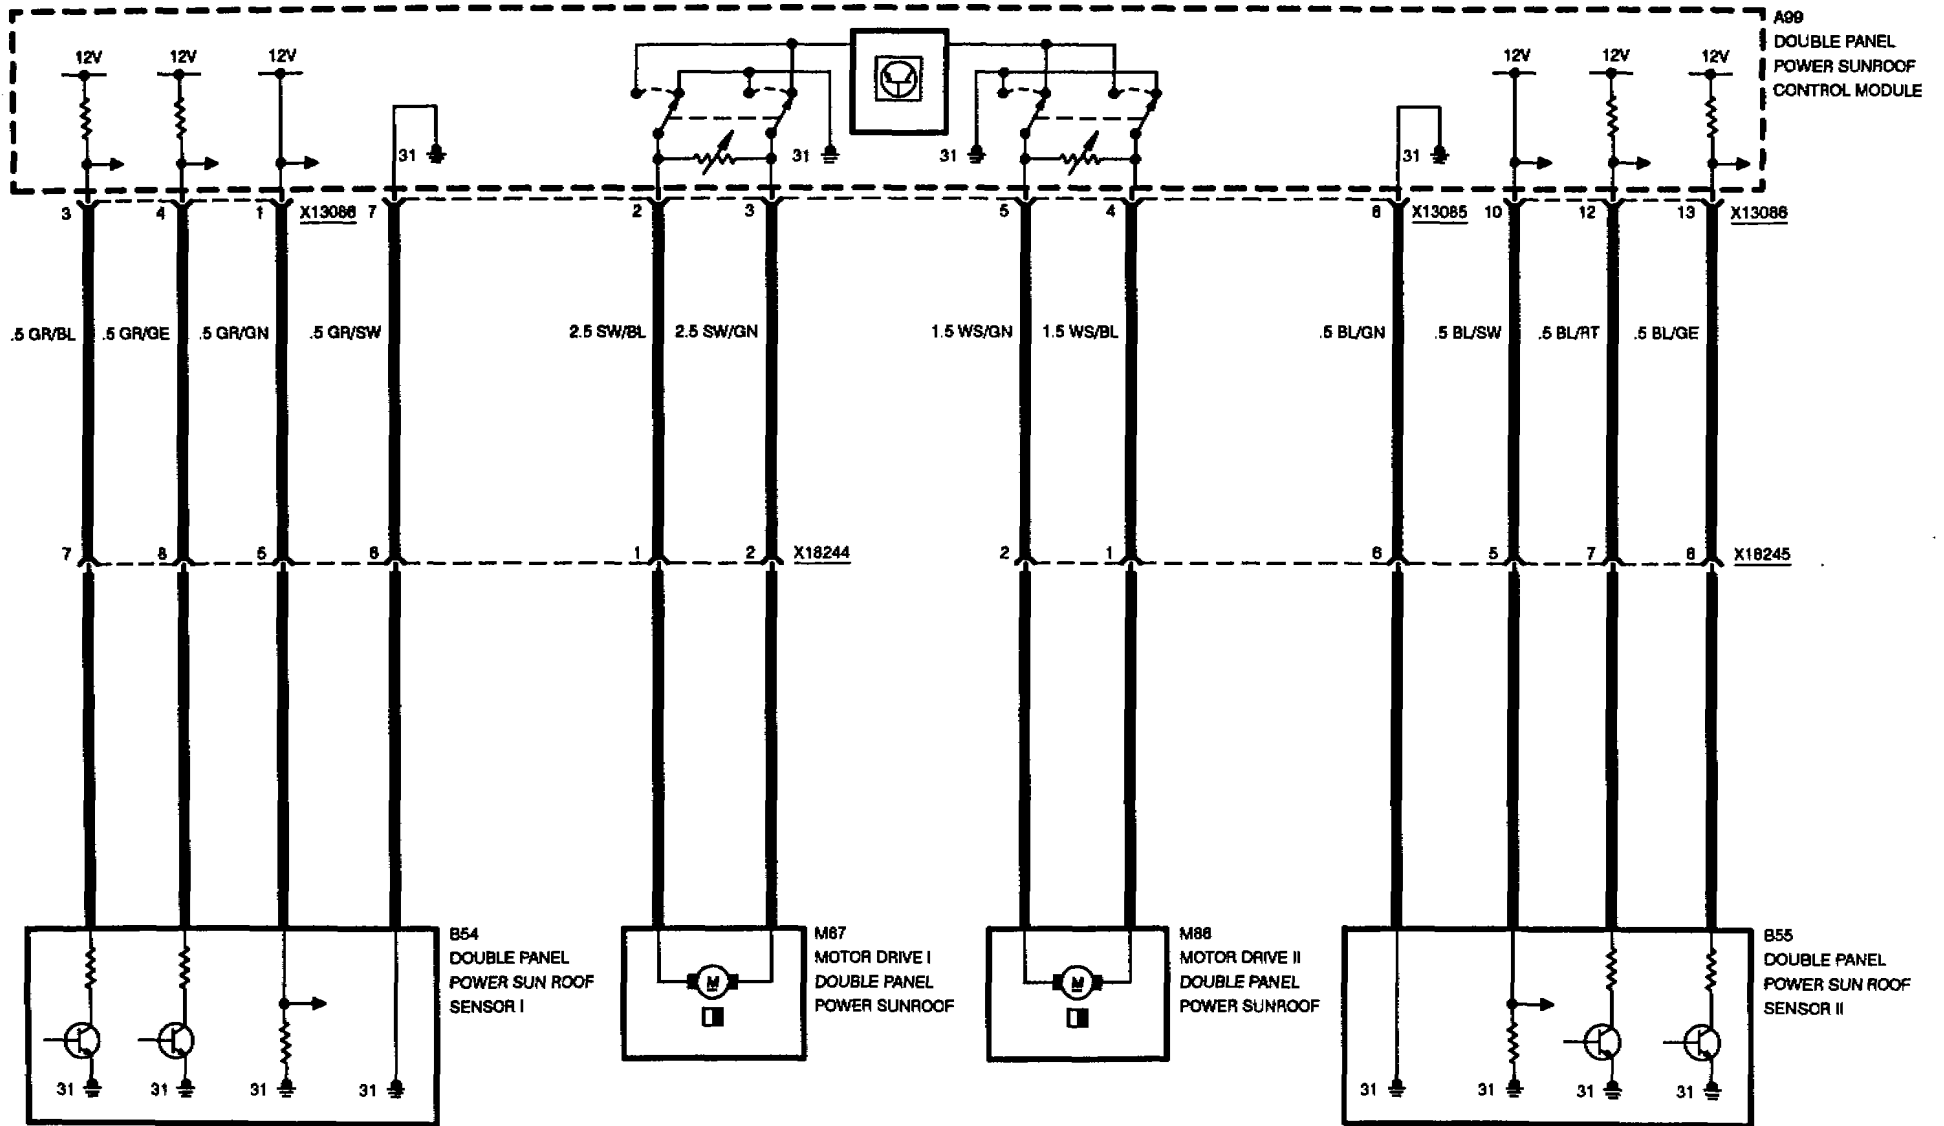 A99
DOUBLE PANEL
POWER SUNROOF
CONTROL MODULE
12V 12V 12V 12V 12V 12V
31 31 31 31
3 4 1 X13086 7 2 3 5 4 8 X13085 10 12 13 X13086
.5 GR/BL .5 GR/GE .5 GR/GN .5 GR/SW 2.5 SW/BL 2.5 SW/GN 1.5 WS/GN 1.5 WS/BL .5 BL/GN .5 BL/SW .5 BL/RT .5 BL/GE
7 8 5 6 1 2 X18244 2 1 6 5 7 8 X18245
B54
DOUBLE PANEL
POWER SUN ROOF
SENSOR I
M67
MOTOR DRIVE I
DOUBLE PANEL
POWER SUNROOF
M
M86
MOTOR DRIVE II
DOUBLE PANEL
POWER SUNROOF
M
B55
DOUBLE PANEL
POWER SUN ROOF
SENSOR II
31 31 31 31 31 31 31 31